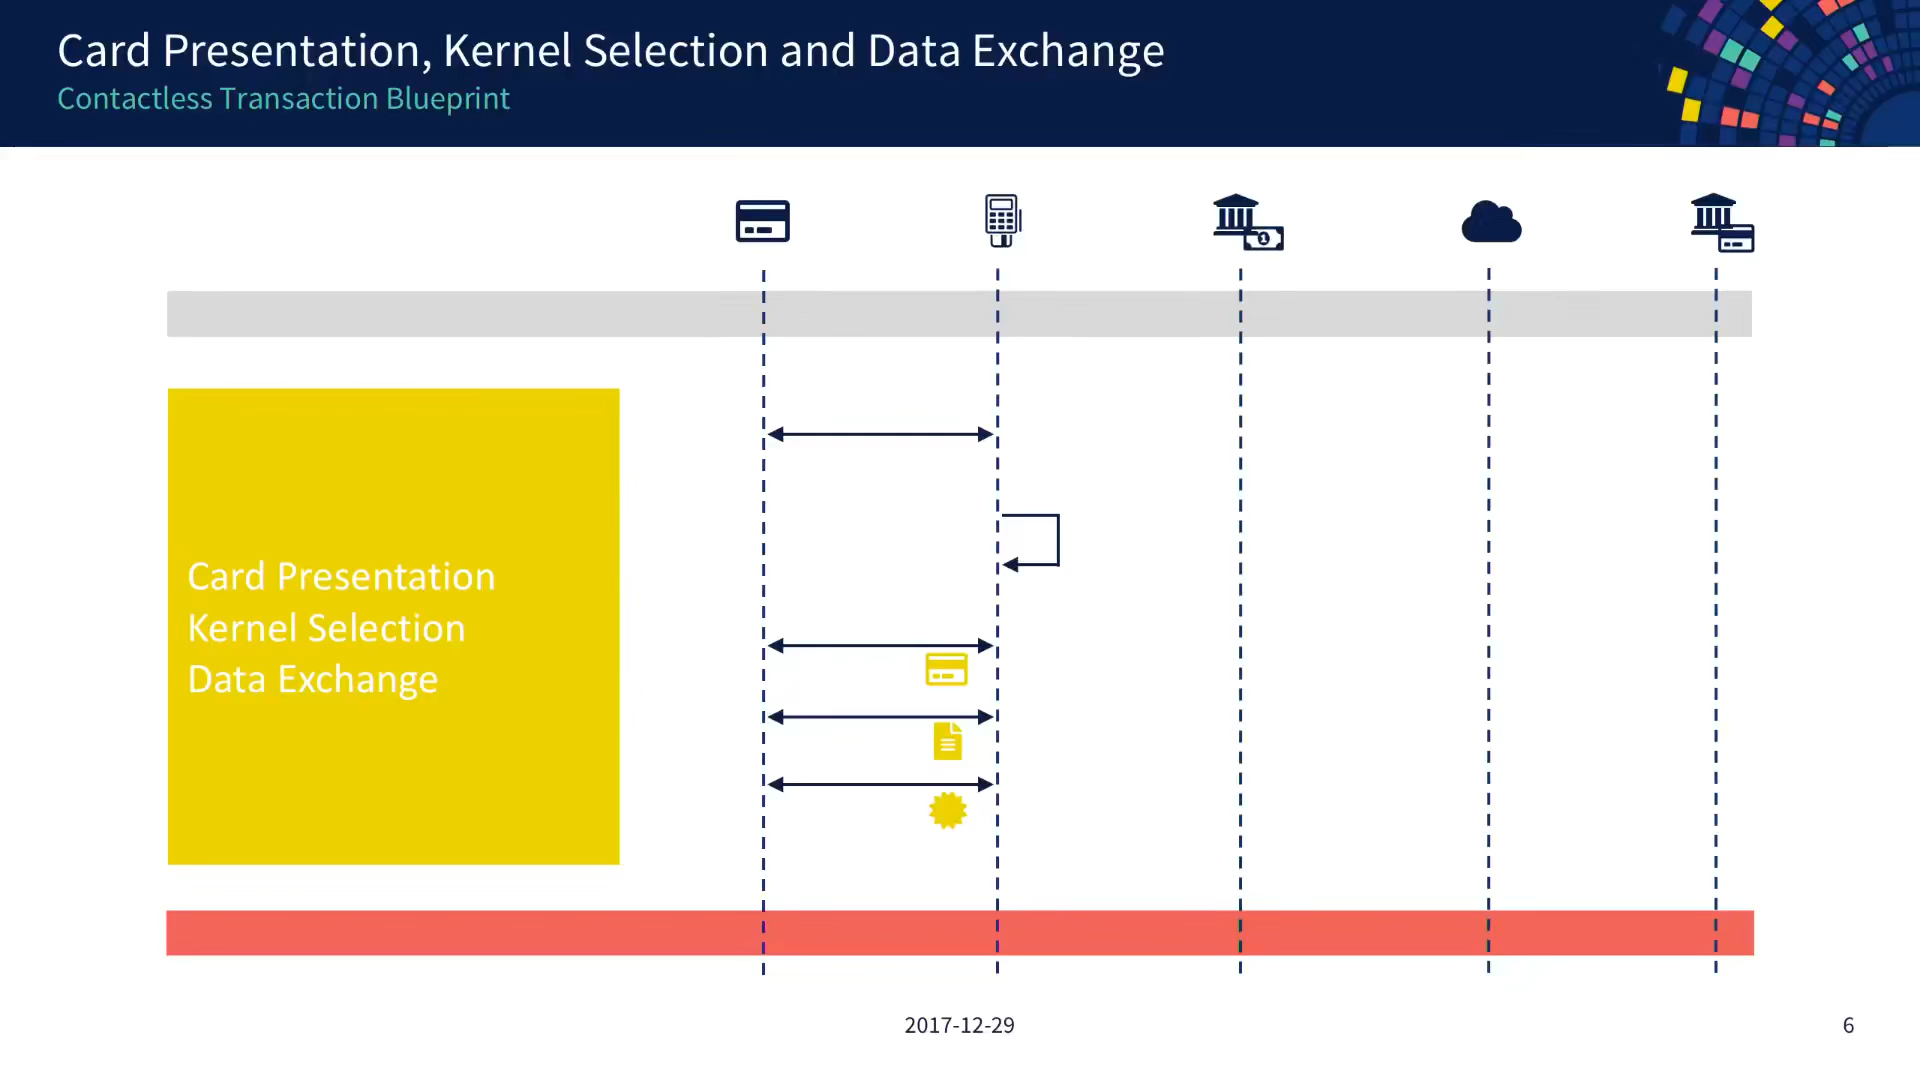 Card Presentation, Kernel Selection and Data Exchange
Contactless Transaction Blueprint
Card Presentation
Kernel Selection
Data Exchange
2017-12-29
6